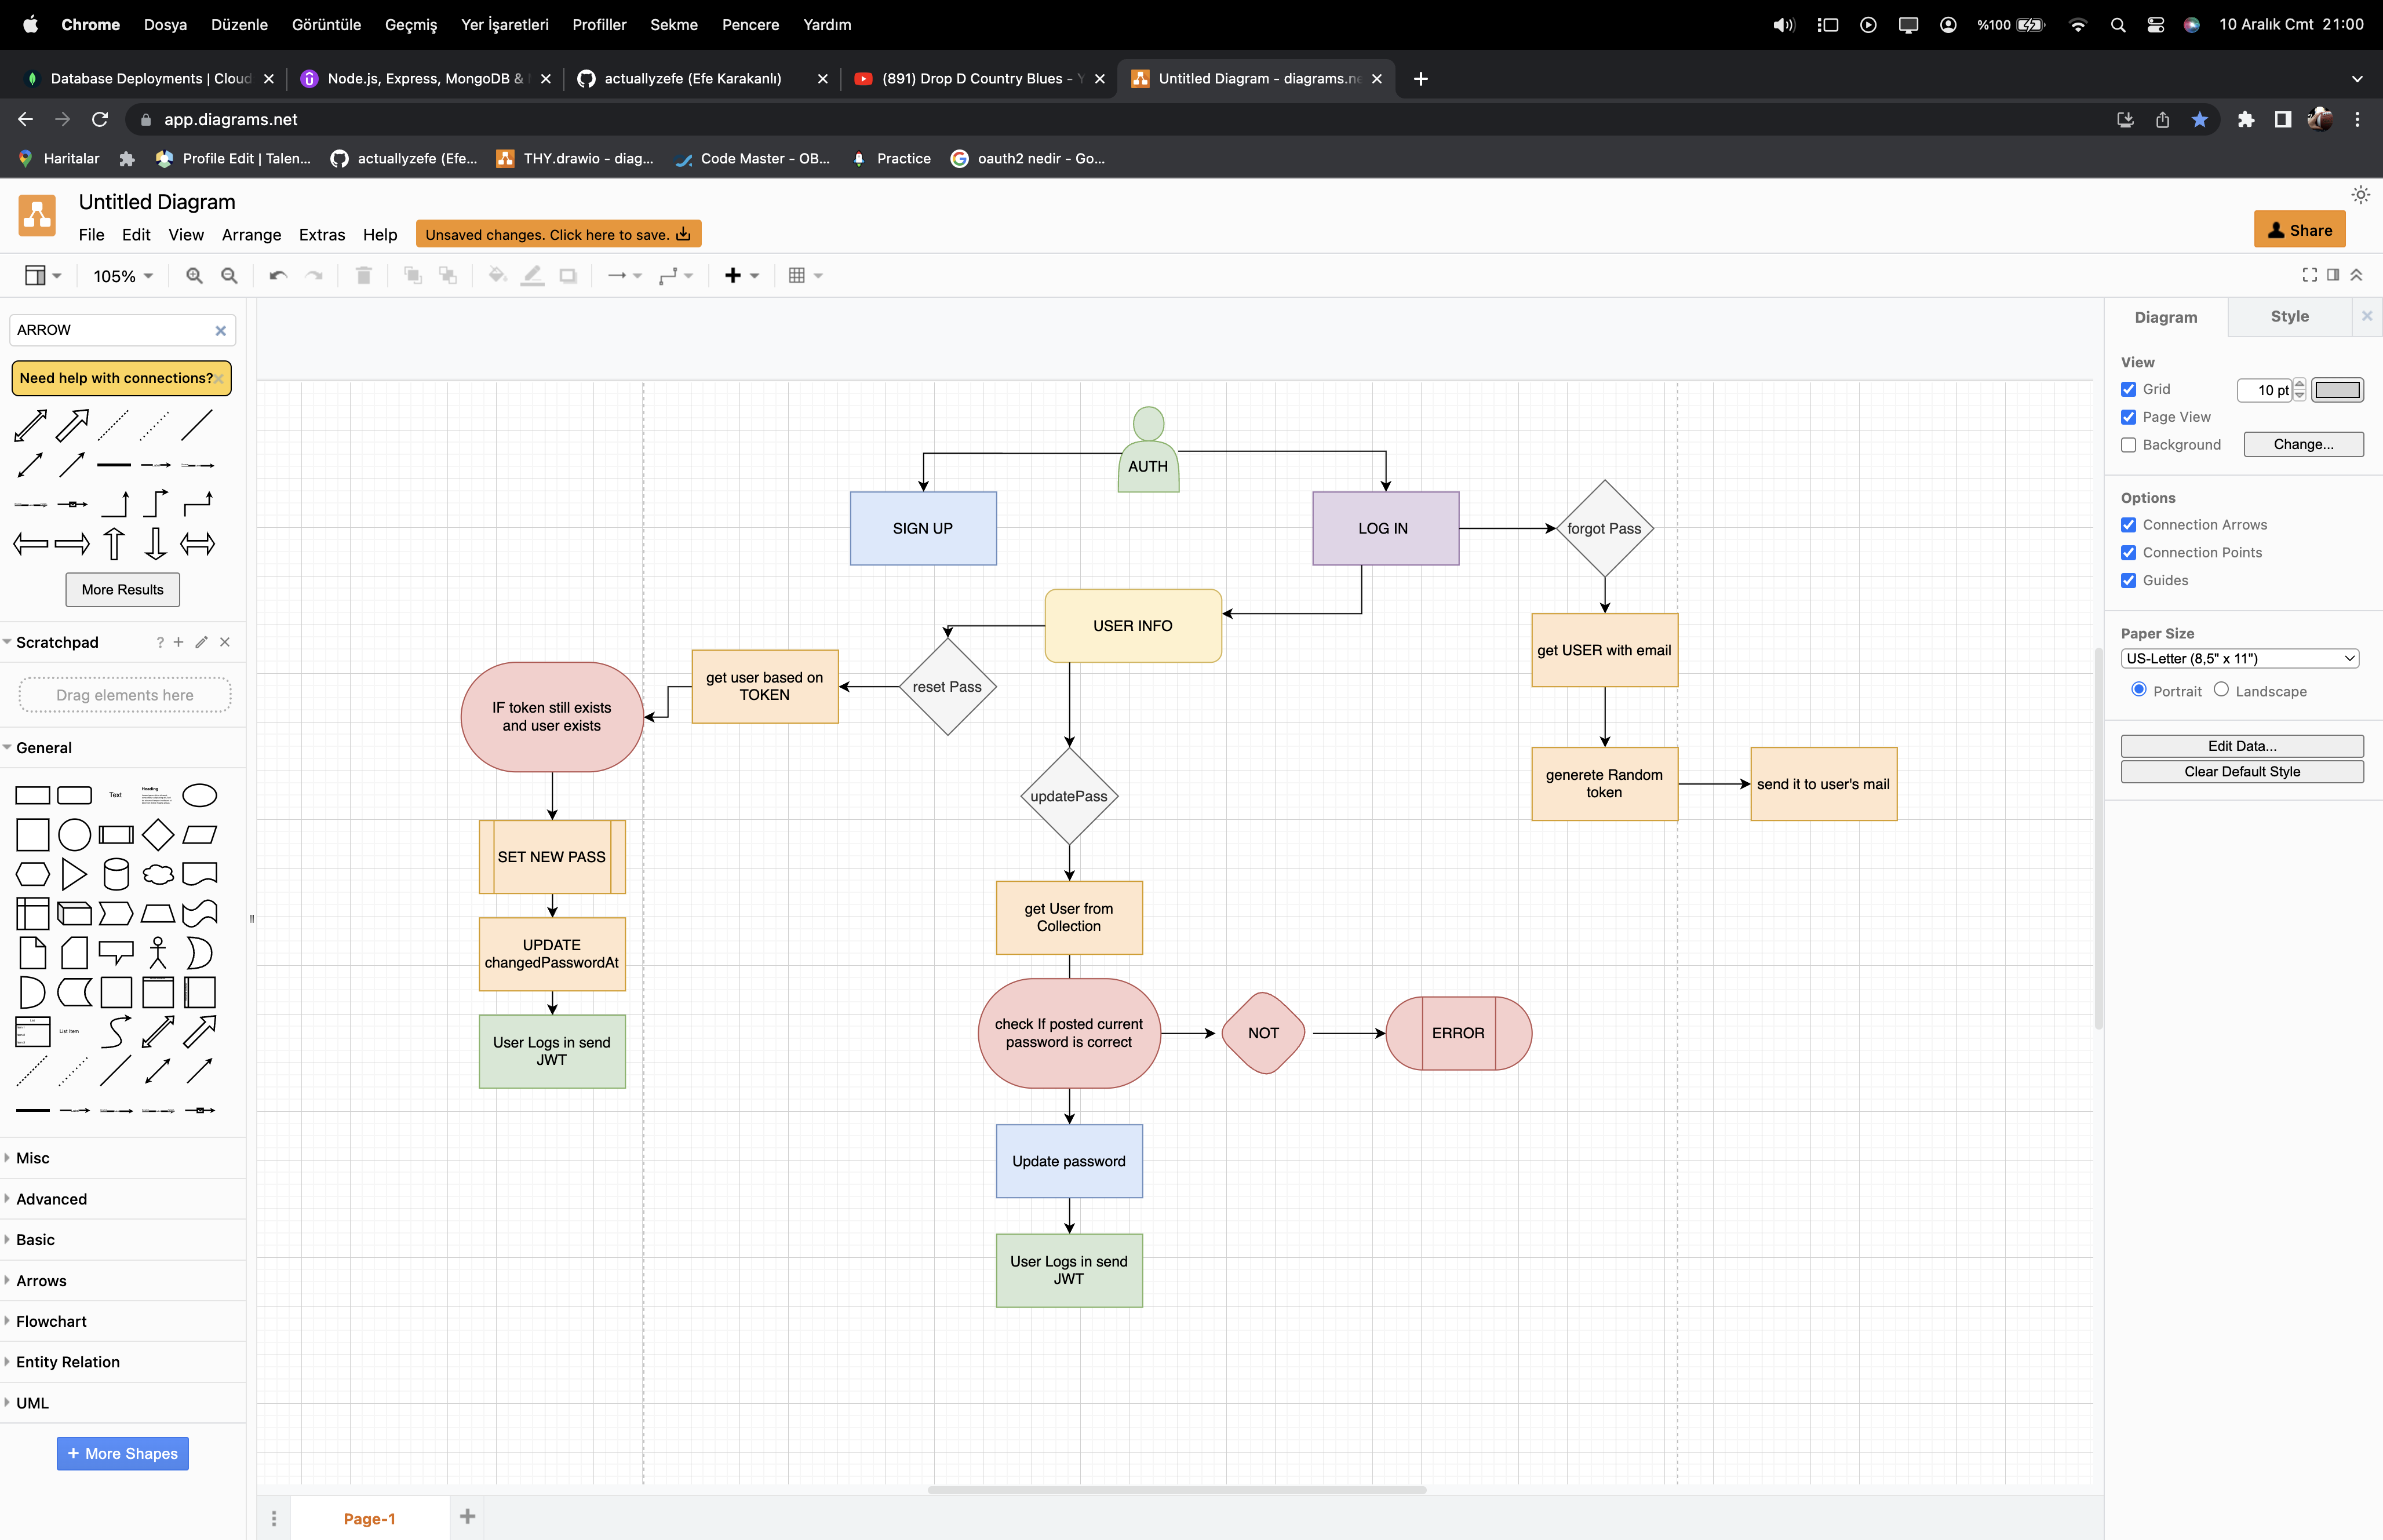 Chrome Dosya Düzenle Görüntüle Geçmiş Yer İşaretleri Profiller Sekme Pencere Yardım %100 10 Aralık Cmt 21:00
Database Deployments | Cloud
Node.js, Express, MongoDB &
actuallyzefe (Efe Karakanlı)
(891) Drop D Country Blues - Y
Untitled Diagram - diagrams.ne
app.diagrams.net
Haritalar
Profile Edit | Talen...
actuallyzefe (Efe...
THY.drawio - diag...
Code Master - OB...
Practice
oauth2 nedir - Go...
Untitled Diagram
File Edit View Arrange Extras Help
Unsaved changes. Click here to save.
Share
105%
ARROW
Need help with connections?
More Results
Scratchpad
?
Drag elements here
General
Text
Heading
List
List Item
Misc
Advanced
Basic
Arrows
Flowchart
Entity Relation
UML
+ More Shapes
AUTH
SIGN UP
LOG IN
forgot Pass
USER INFO
get USER with email
reset Pass
get user based on
TOKEN
IF token still exists
and user exists
updatePass
generete Random
token
send it to user's mail
SET NEW PASS
get User from
Collection
UPDATE
changedPasswordAt
check If posted current
password is correct
NOT
ERROR
User Logs in send
JWT
Update password
User Logs in send
JWT
Page-1
Diagram
Style
View
Grid
10 pt
Page View
Background
Change...
Options
Connection Arrows
Connection Points
Guides
Paper Size
US-Letter (8,5" x 11")
Portrait
Landscape
Edit Data...
Clear Default Style